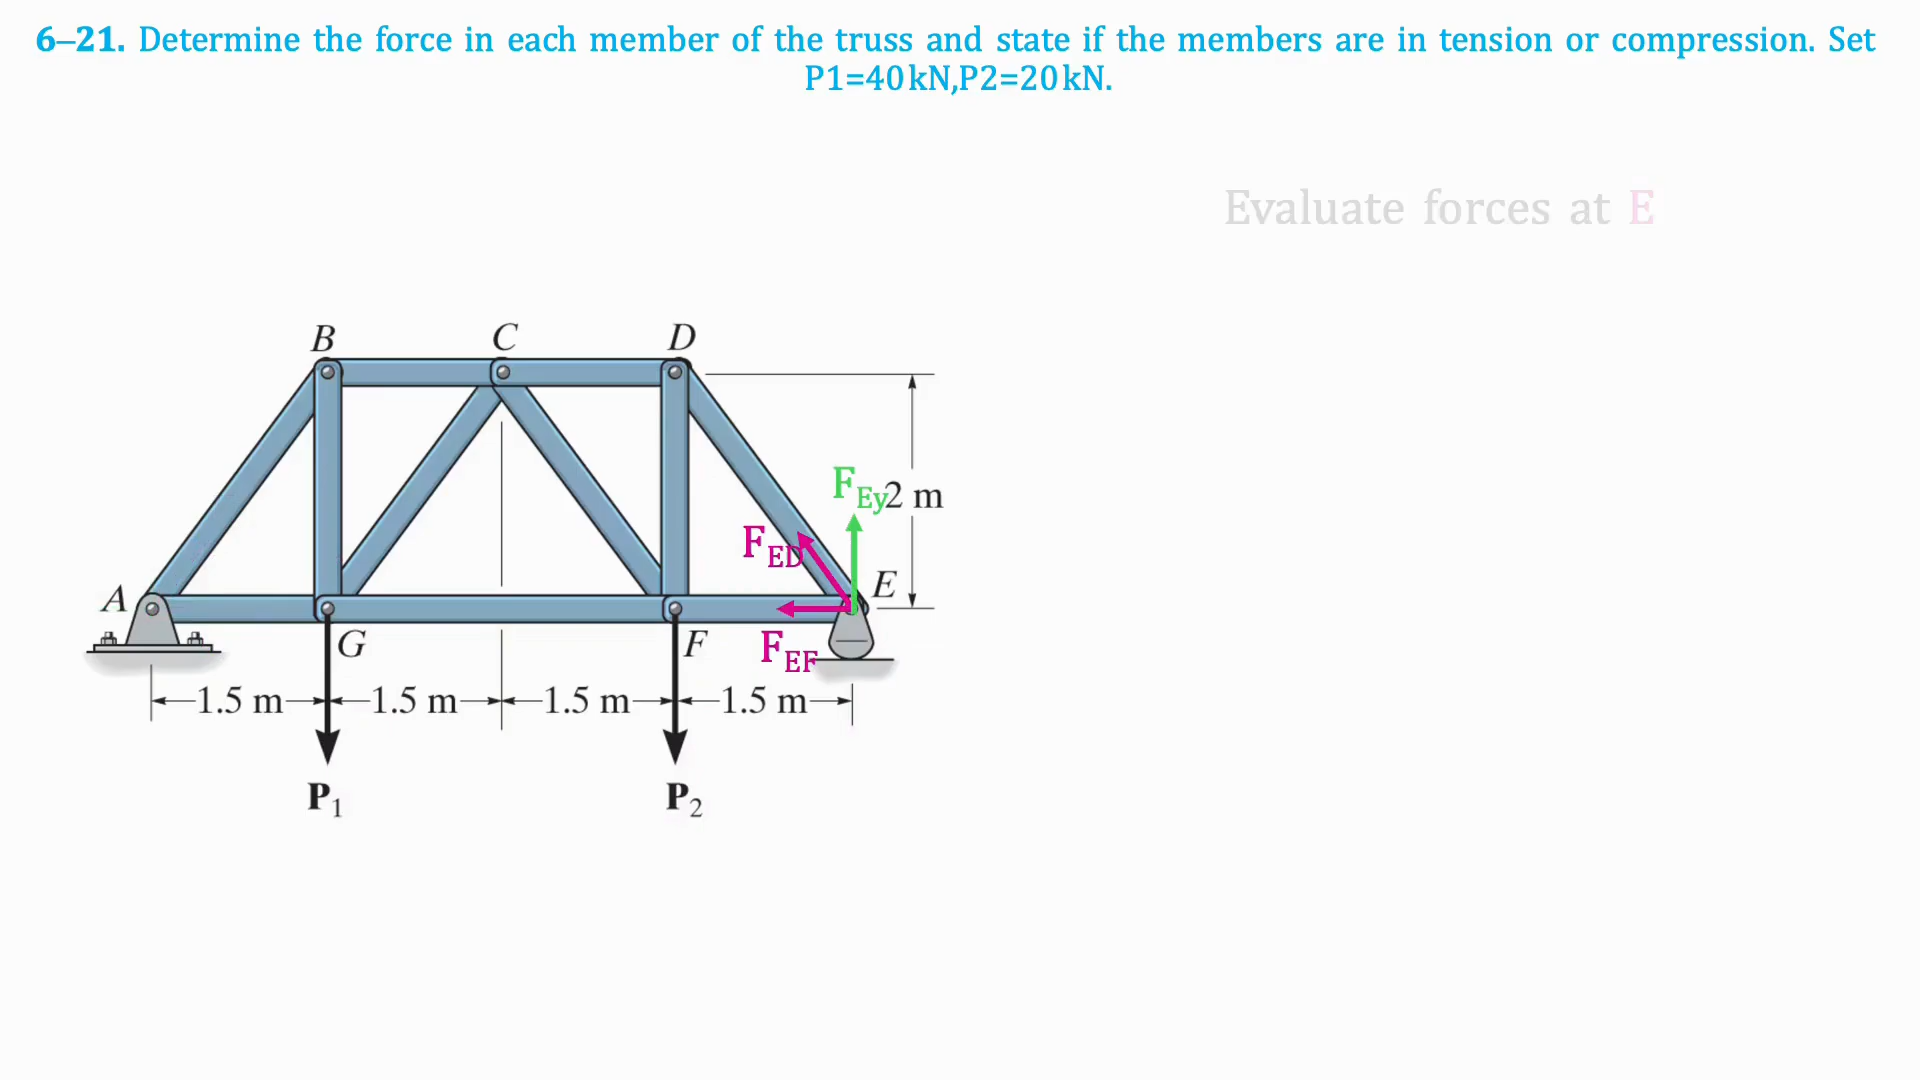 6–21. Determine the force in each member of the truss and state if the members are in tension or compression. Set
P1=40kN,P2=20kN.
Evaluate forces at E
B
C
D
F_Ey
2 m
F_ED
A
E
G
F
F_EF
1.5 m
1.5 m
1.5 m
1.5 m
P₁
P₂